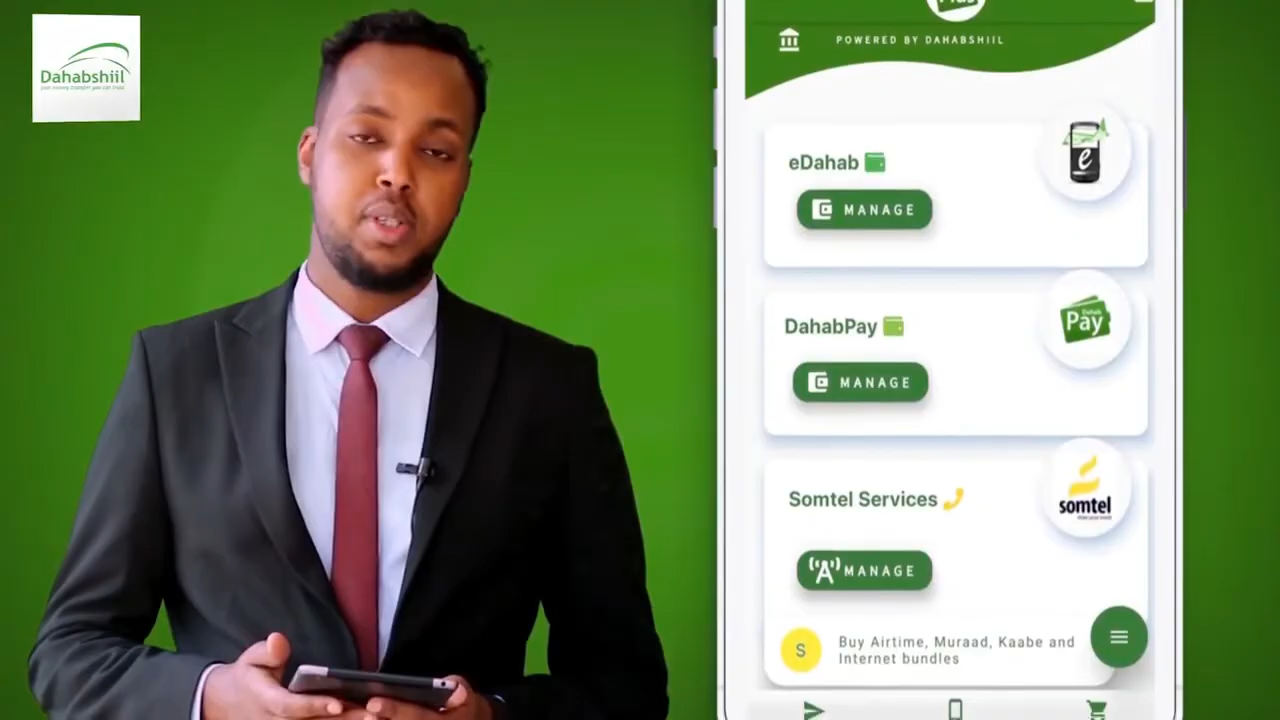 Dahabshiil
POWERED BY DAHABSHIIL
eDahab
MANAGE
e
DahabPay
MANAGE
Dahab
Pay
Somtel Services
somtel
MANAGE
S
Buy Airtime, Muraad, Kaabe and
Internet bundles